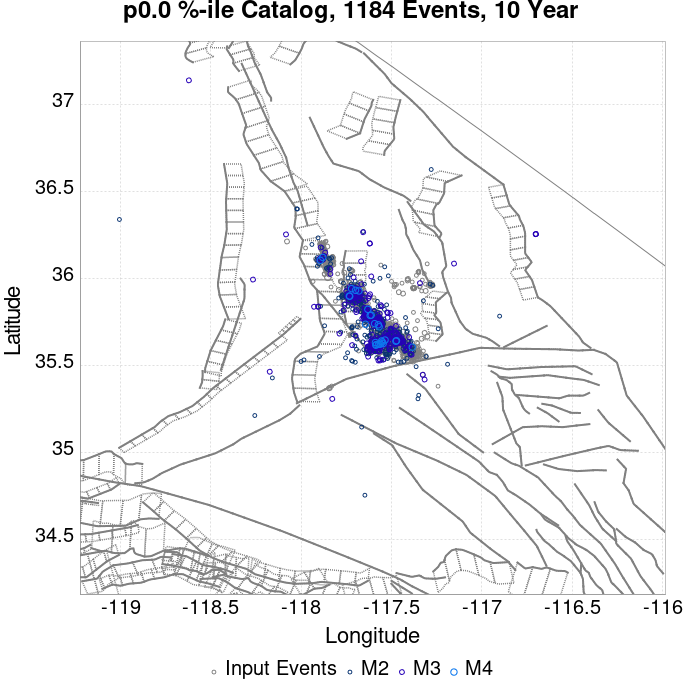 p0.0 %-ile Catalog, 1184 Events, 10 Year
37
36.5
36
35.5
35
34.5
Latitude
-119
-118.5
-118
-117.5
-117
-116.5
-116
Longitude
Input Events
M2
M3
M4